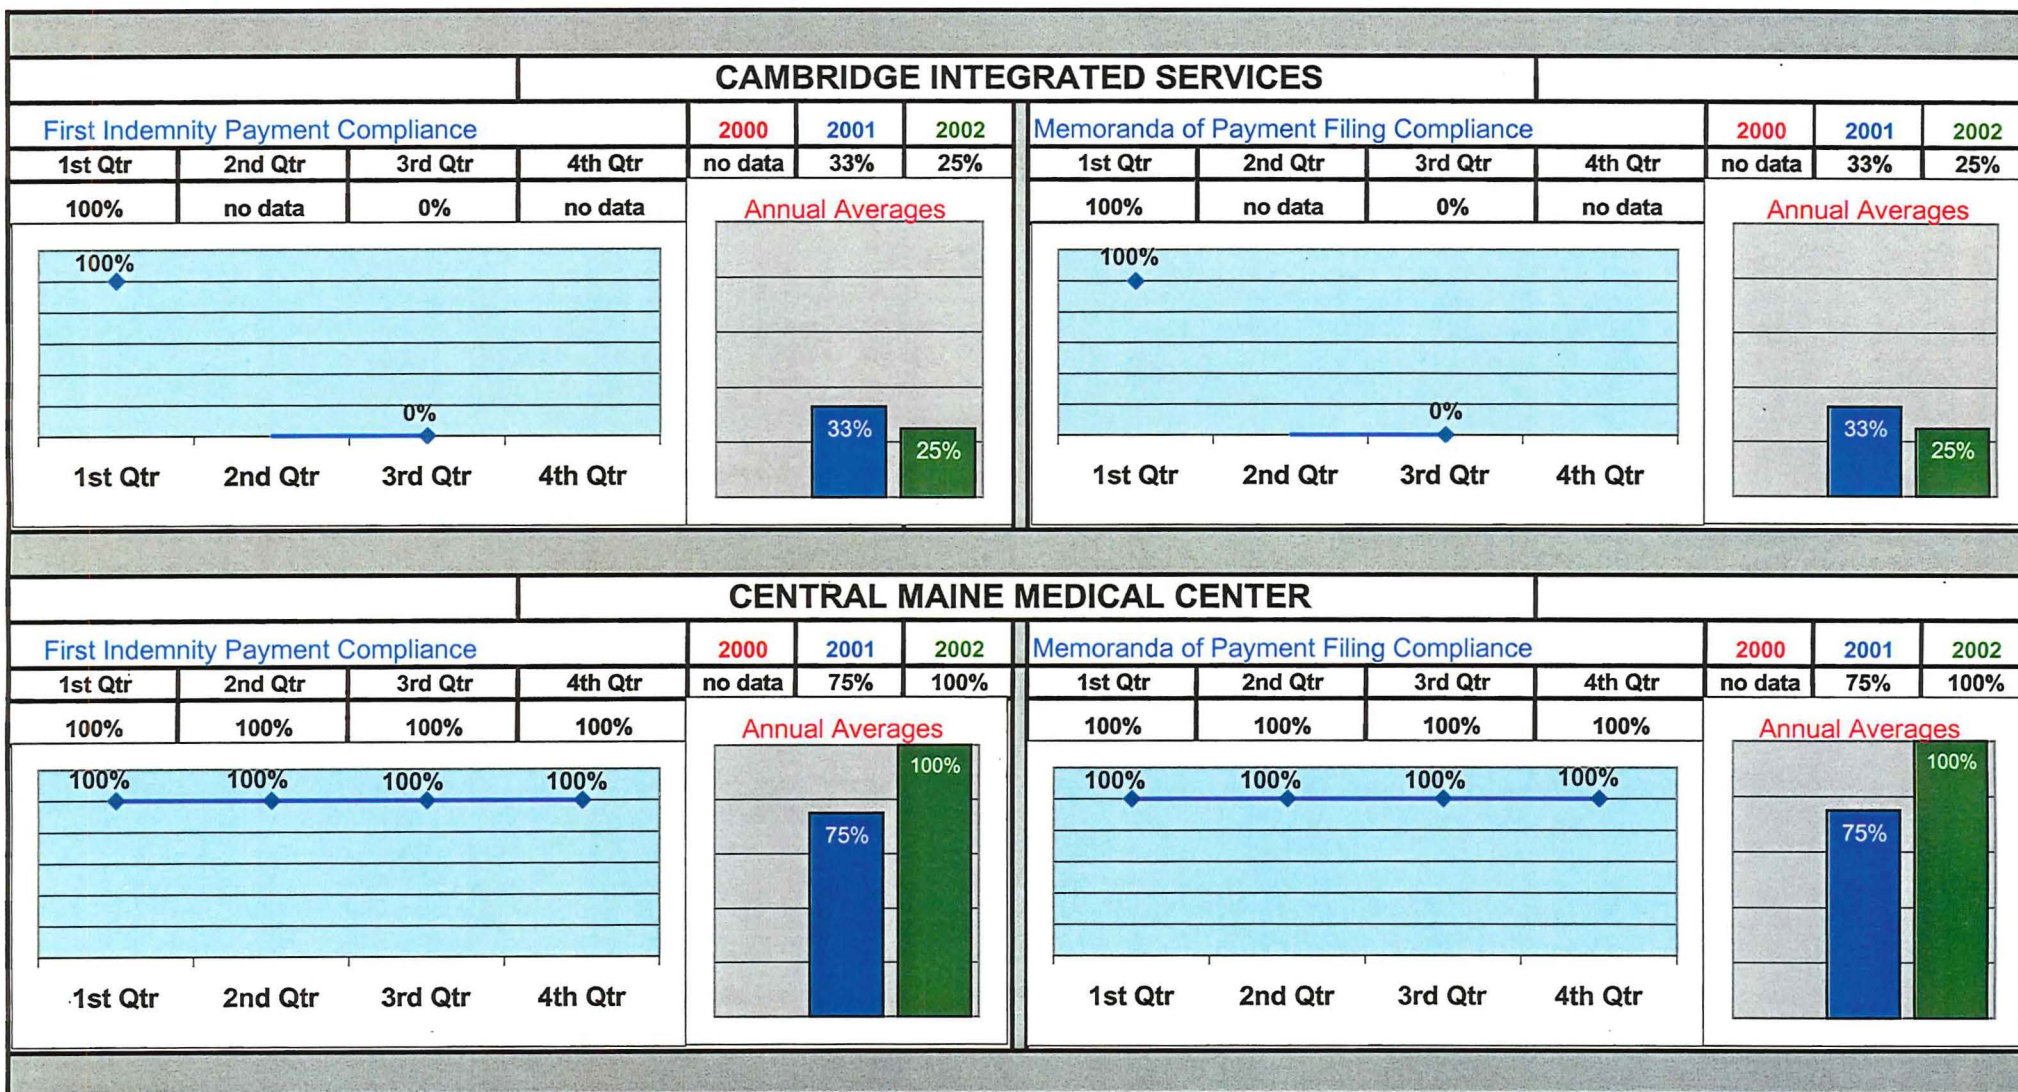 CAMBRIDGE INTEGRATED SERVICES
First Indemnity Payment Compliance 2000 2001 2002
1st Qtr 2nd Qtr 3rd Qtr 4th Qtr no data 33% 25%
100% no data 0% no data
Annual Averages
100%
0%
1st Qtr 2nd Qtr 3rd Qtr 4th Qtr
33%
25%
Memoranda of Payment Filing Compliance 2000 2001 2002
1st Qtr 2nd Qtr 3rd Qtr 4th Qtr no data 33% 25%
100% no data 0% no data
Annual Averages
100%
0%
1st Qtr 2nd Qtr 3rd Qtr 4th Qtr
33%
25%
CENTRAL MAINE MEDICAL CENTER
First Indemnity Payment Compliance 2000 2001 2002
1st Qtr 2nd Qtr 3rd Qtr 4th Qtr no data 75% 100%
100% 100% 100% 100%
Annual Averages
100% 100% 100% 100%
1st Qtr 2nd Qtr 3rd Qtr 4th Qtr
100%
75%
Memoranda of Payment Filing Compliance 2000 2001 2002
1st Qtr 2nd Qtr 3rd Qtr 4th Qtr no data 75% 100%
100% 100% 100% 100%
Annual Averages
100% 100% 100% 100%
1st Qtr 2nd Qtr 3rd Qtr 4th Qtr
100%
75%